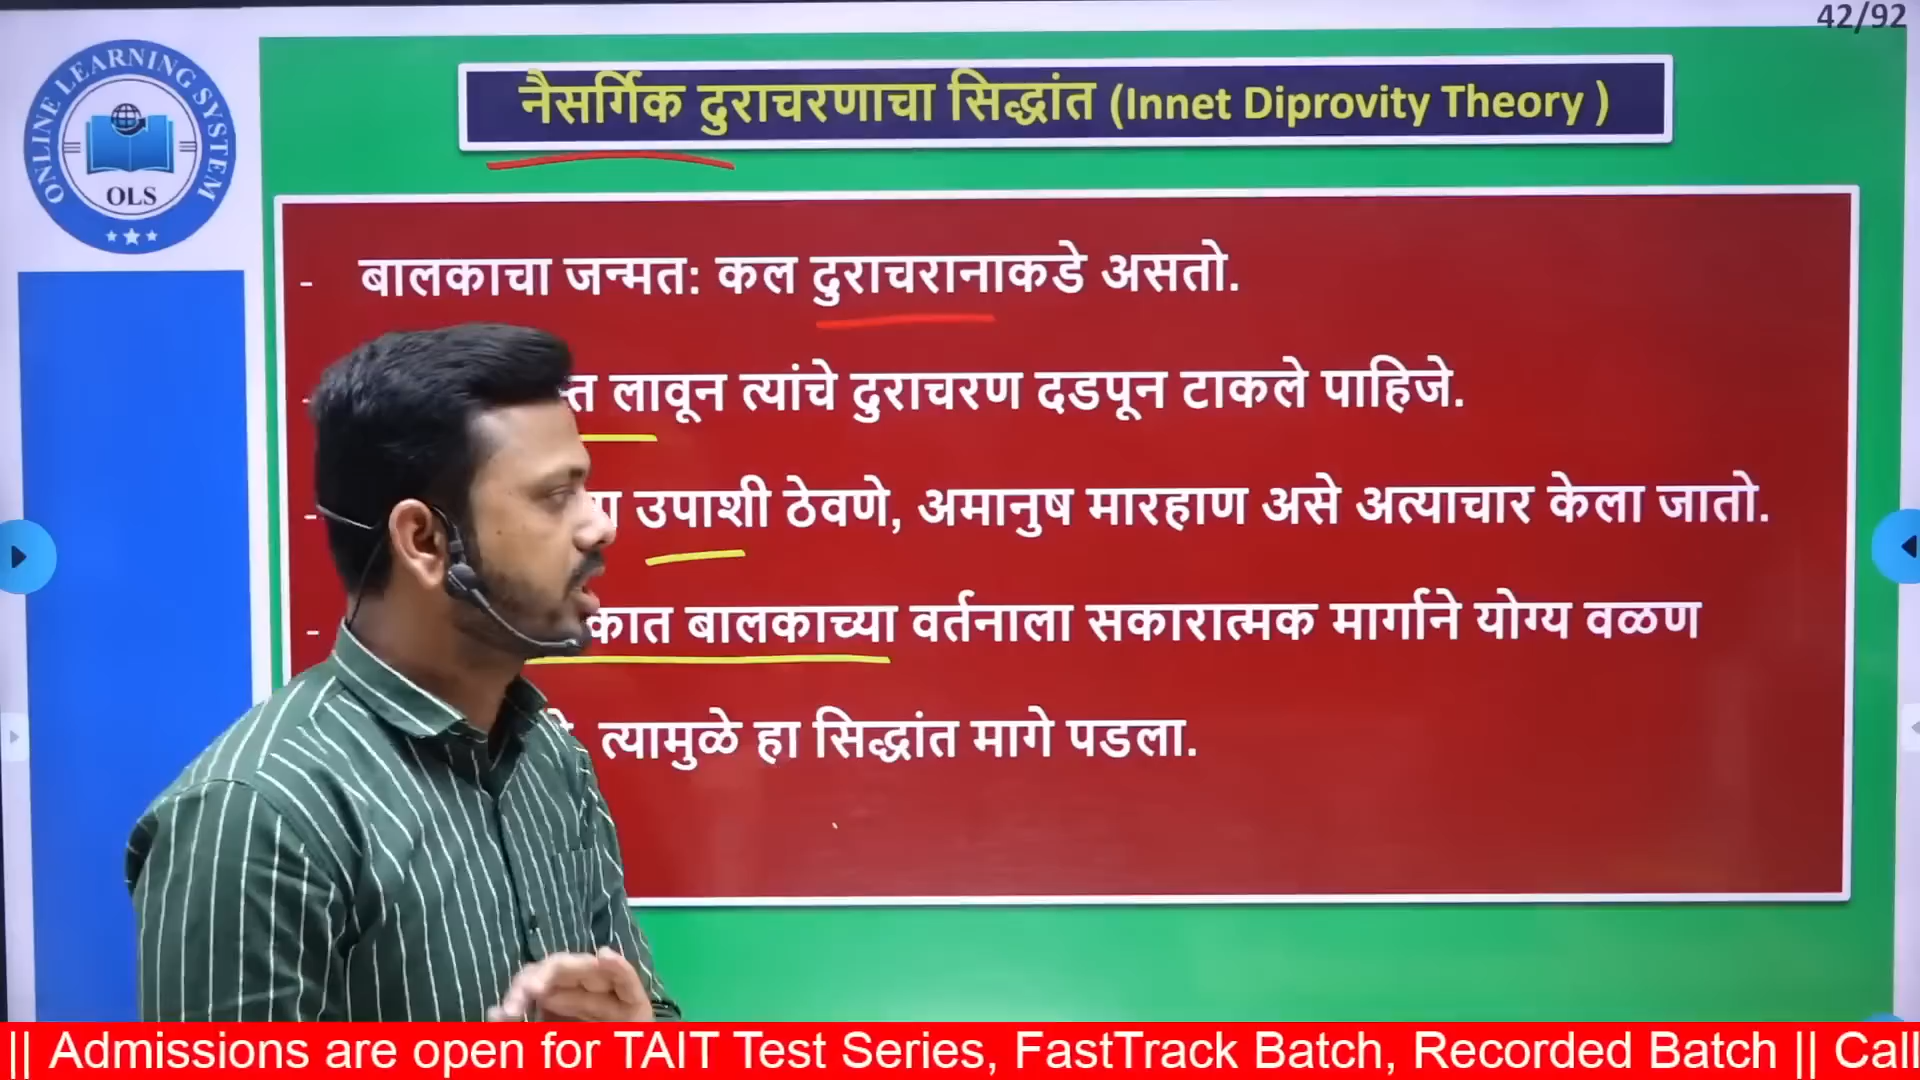 42/92
ONLINE LEARNING SYSTEM
OLS
नैसर्गिक दुराचरणाचा सिद्धांत (Innet Diprovity Theory )
- बालकाचा जन्मत: कल दुराचरानाकडे असतो.
लावून त्यांचे दुराचरण दडपून टाकले पाहिजे.
- उपाशी ठेवणे, अमानुष मारहाण असे अत्याचार केला जातो.
- बालकाच्या वर्तनाला सकारात्मक मार्गाने योग्य वळण
त्यामुळे हा सिद्धांत मागे पडला.
|| Admissions are open for TAIT Test Series, FastTrack Batch, Recorded Batch || Call